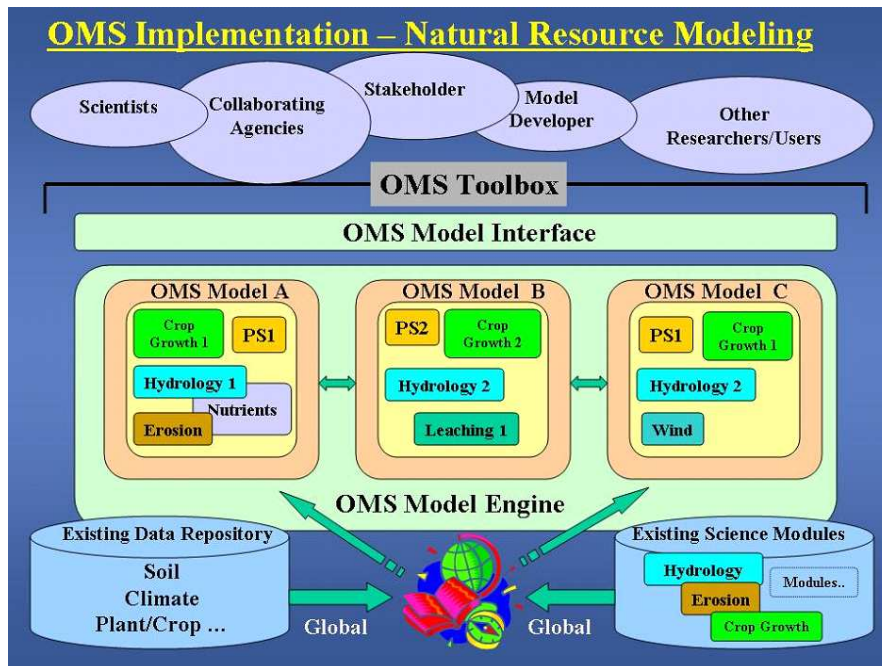 OMS Implementation – Natural Resource Modeling
Scientists
Collaborating
Agencies
Stakeholder
Model
Developer
Other
Researchers/Users
OMS Toolbox
OMS Model Interface
OMS Model A
Crop
Growth 1
PS1
Hydrology 1
Nutrients
Erosion
OMS Model B
PS2
Crop
Growth 2
Hydrology 2
Leaching 1
OMS Model C
PS1
Crop
Growth 1
Hydrology 2
Wind
OMS Model Engine
Existing Data Repository
Soil
Climate
Plant/Crop ...
Global
Global
Existing Science Modules
Hydrology
Modules..
Erosion
Crop Growth